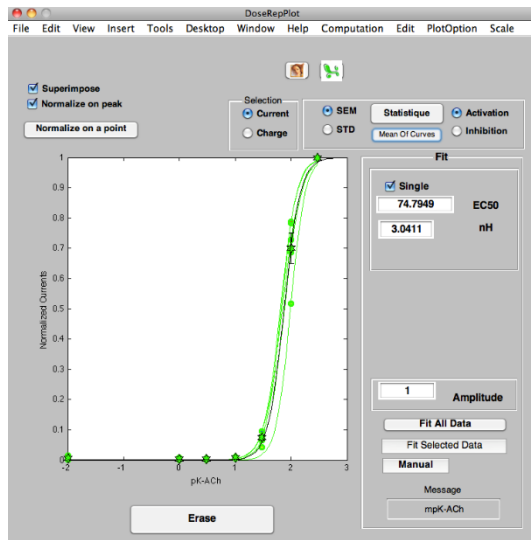 DoseRepPlot
File Edit View Insert Tools Desktop Window Help Computation Edit PlotOption Scale
Superimpose
Normalize on peak
Normalize on a point
Selection
Current
Charge
SEM
STD
Statistique
Mean Of Curves
Activation
Inhibition
Fit
Single
74.7949 EC50
3.0411 nH
1 Amplitude
Fit All Data
Fit Selected Data
Manual
Message
mpK-ACh
1
0.9
0.8
0.7
0.6
0.5
0.4
0.3
0.2
0.1
0
Normalized Currents
-2 -1 0 1 2 3
pK-ACh
Erase